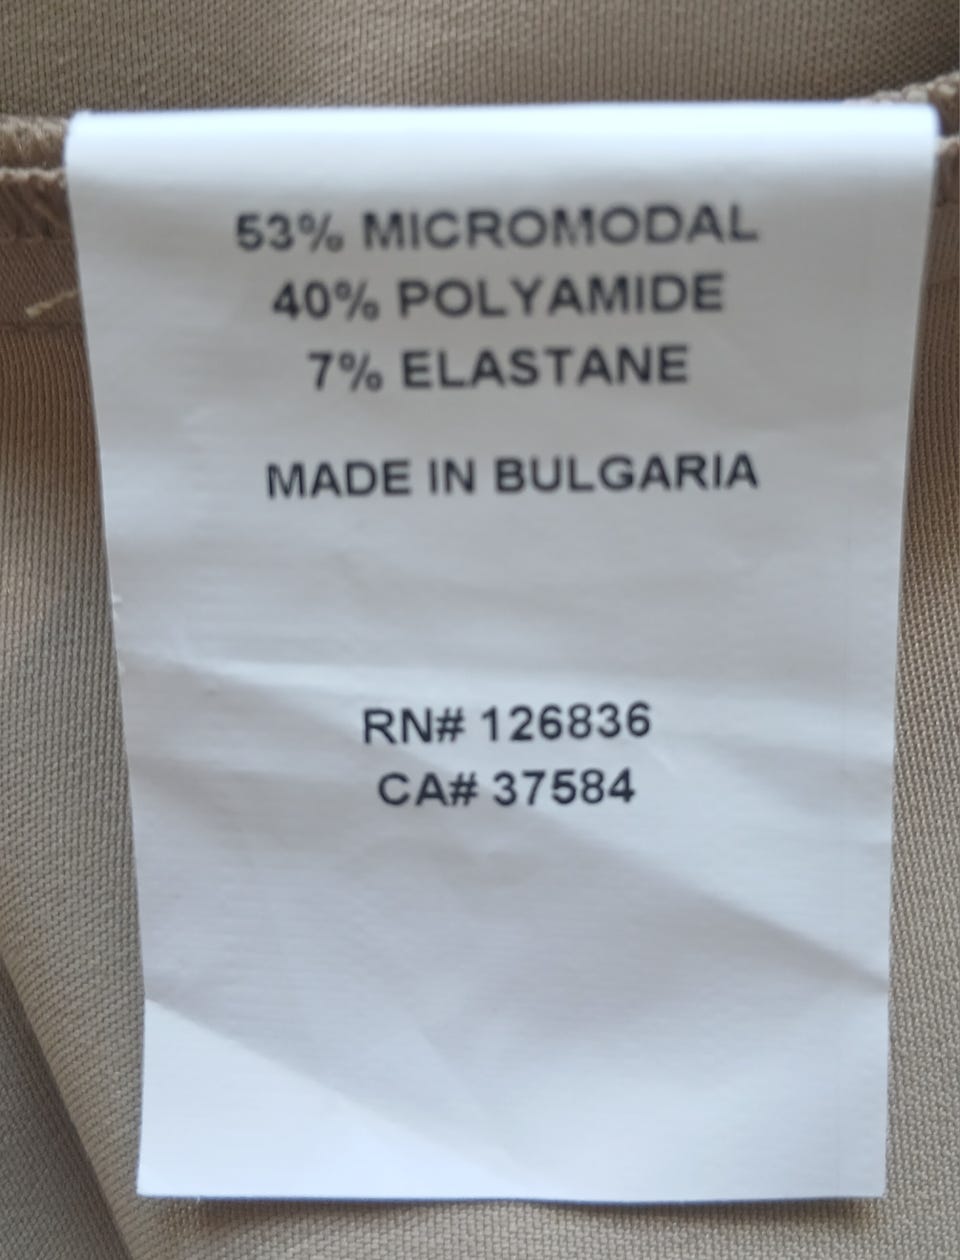 53% MICROMODAL
40% POLYAMIDE
7% ELASTANE
MADE IN BULGARIA
RN# 126836
CA# 37584